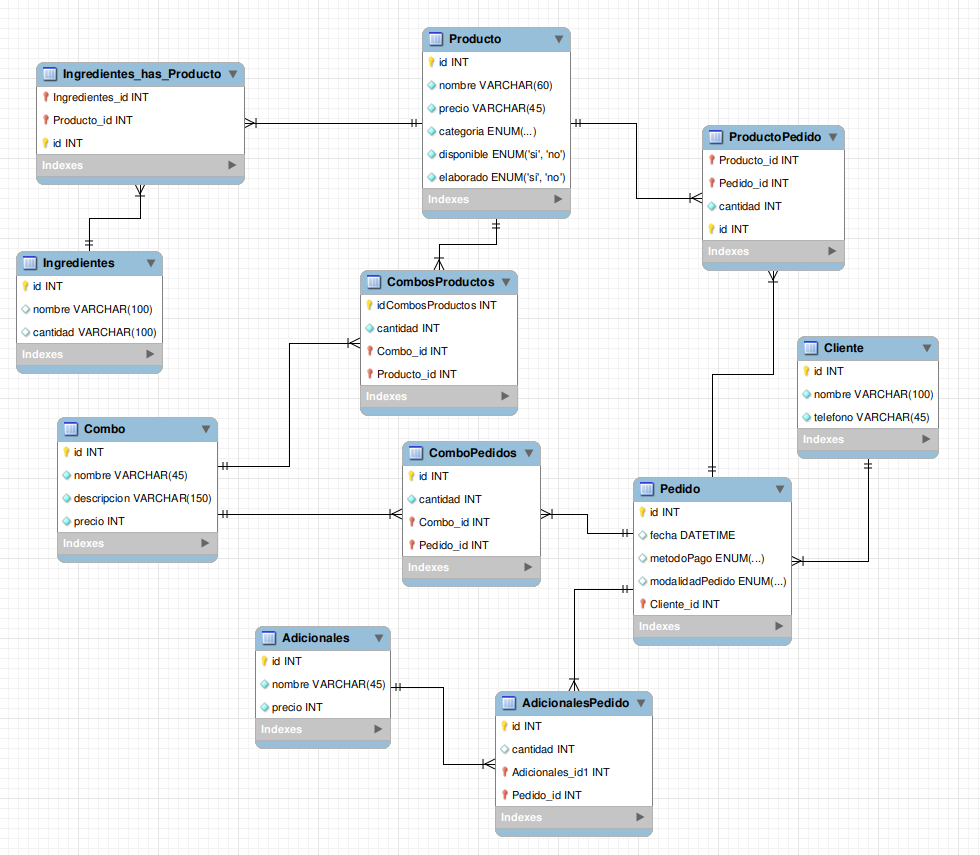 Producto
id INT
nombre VARCHAR(60)
precio VARCHAR(45)
categoria ENUM(...)
disponible ENUM('si', 'no')
elaborado ENUM('si', 'no')
Indexes
Ingredientes_has_Producto
Ingredientes_id INT
Producto_id INT
id INT
Indexes
ProductoPedido
Producto_id INT
Pedido_id INT
cantidad INT
id INT
Indexes
Ingredientes
id INT
nombre VARCHAR(100)
cantidad VARCHAR(100)
Indexes
CombosProductos
idCombosProductos INT
cantidad INT
Combo_id INT
Producto_id INT
Indexes
Cliente
id INT
nombre VARCHAR(100)
telefono VARCHAR(45)
Indexes
Combo
id INT
nombre VARCHAR(45)
descripcion VARCHAR(150)
precio INT
Indexes
ComboPedidos
id INT
cantidad INT
Combo_id INT
Pedido_id INT
Indexes
Pedido
id INT
fecha DATETIME
metodoPago ENUM(...)
modalidadPedido ENUM(...)
Cliente_id INT
Indexes
Adicionales
id INT
nombre VARCHAR(45)
precio INT
Indexes
AdicionalesPedido
id INT
cantidad INT
Adicionales_id1 INT
Pedido_id INT
Indexes